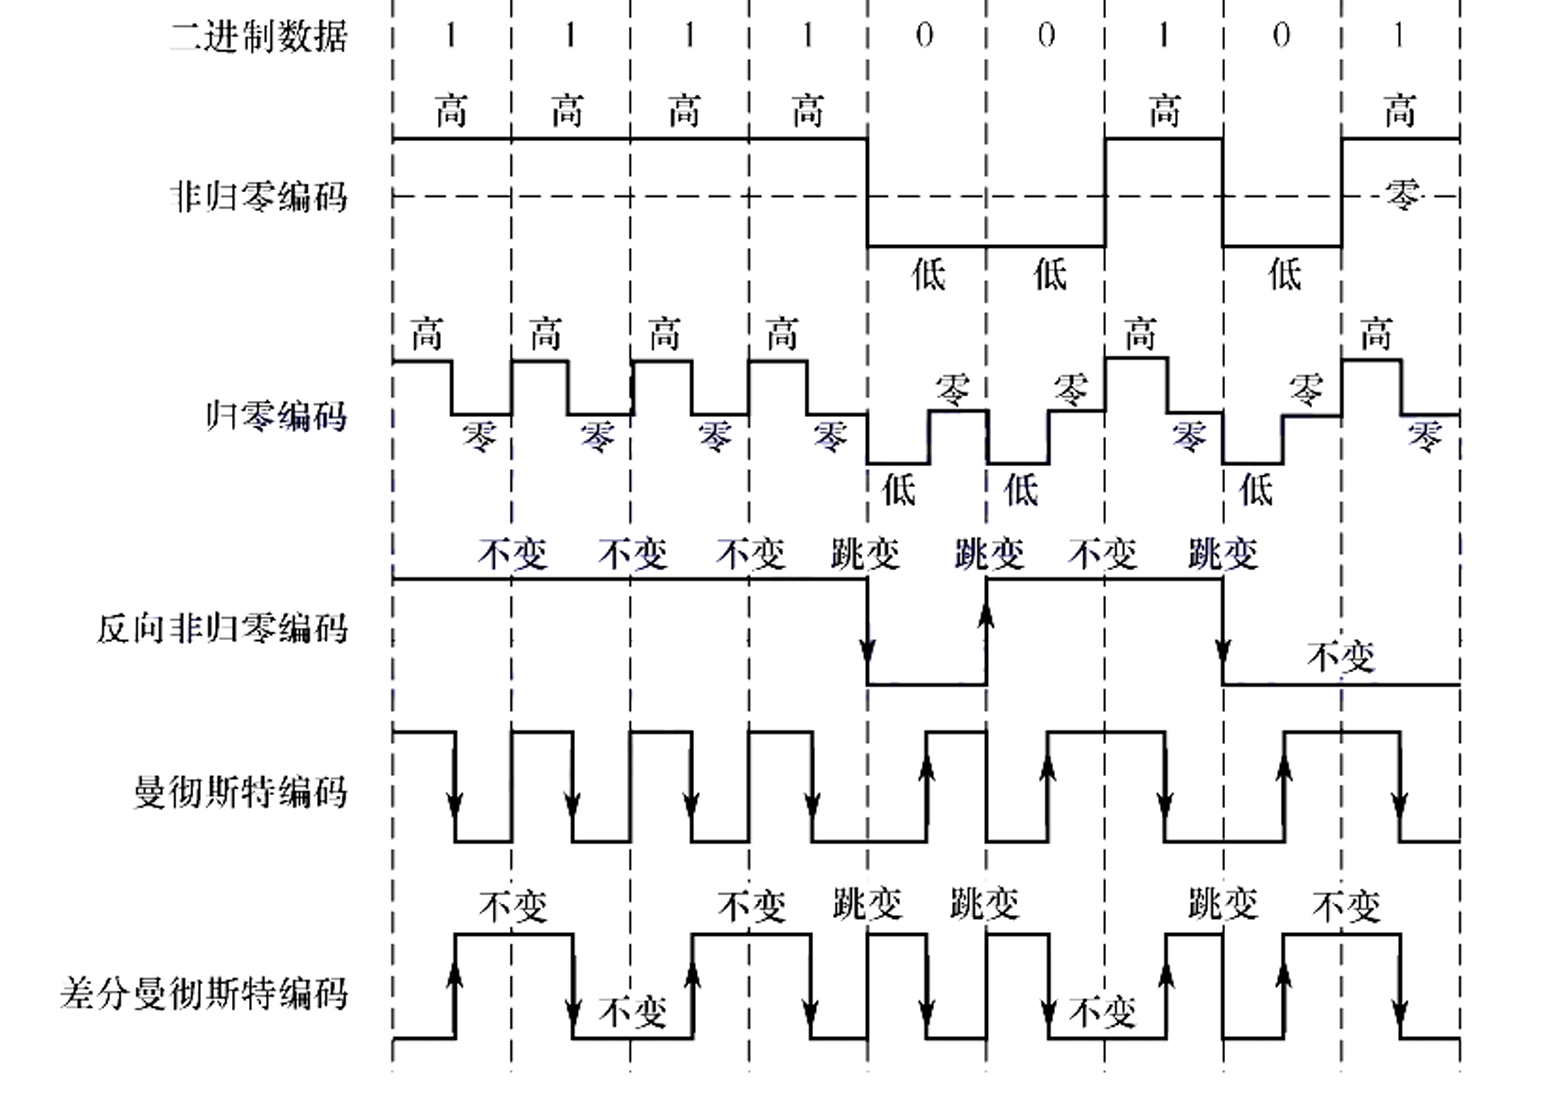 二进制数据 1 1 1 1 0 0 1 0 1
高 高 高 高 高 高
非归零编码 零
低 低 低
高 高 高 高 高 高
零 零 零
归零编码
零 零 零 零 零 零
低 低 低
不变 不变 不变 跳变 跳变 不变 跳变
反向非归零编码
不变
曼彻斯特编码
不变 不变 跳变 跳变 跳变 不变
差分曼彻斯特编码
不变 不变